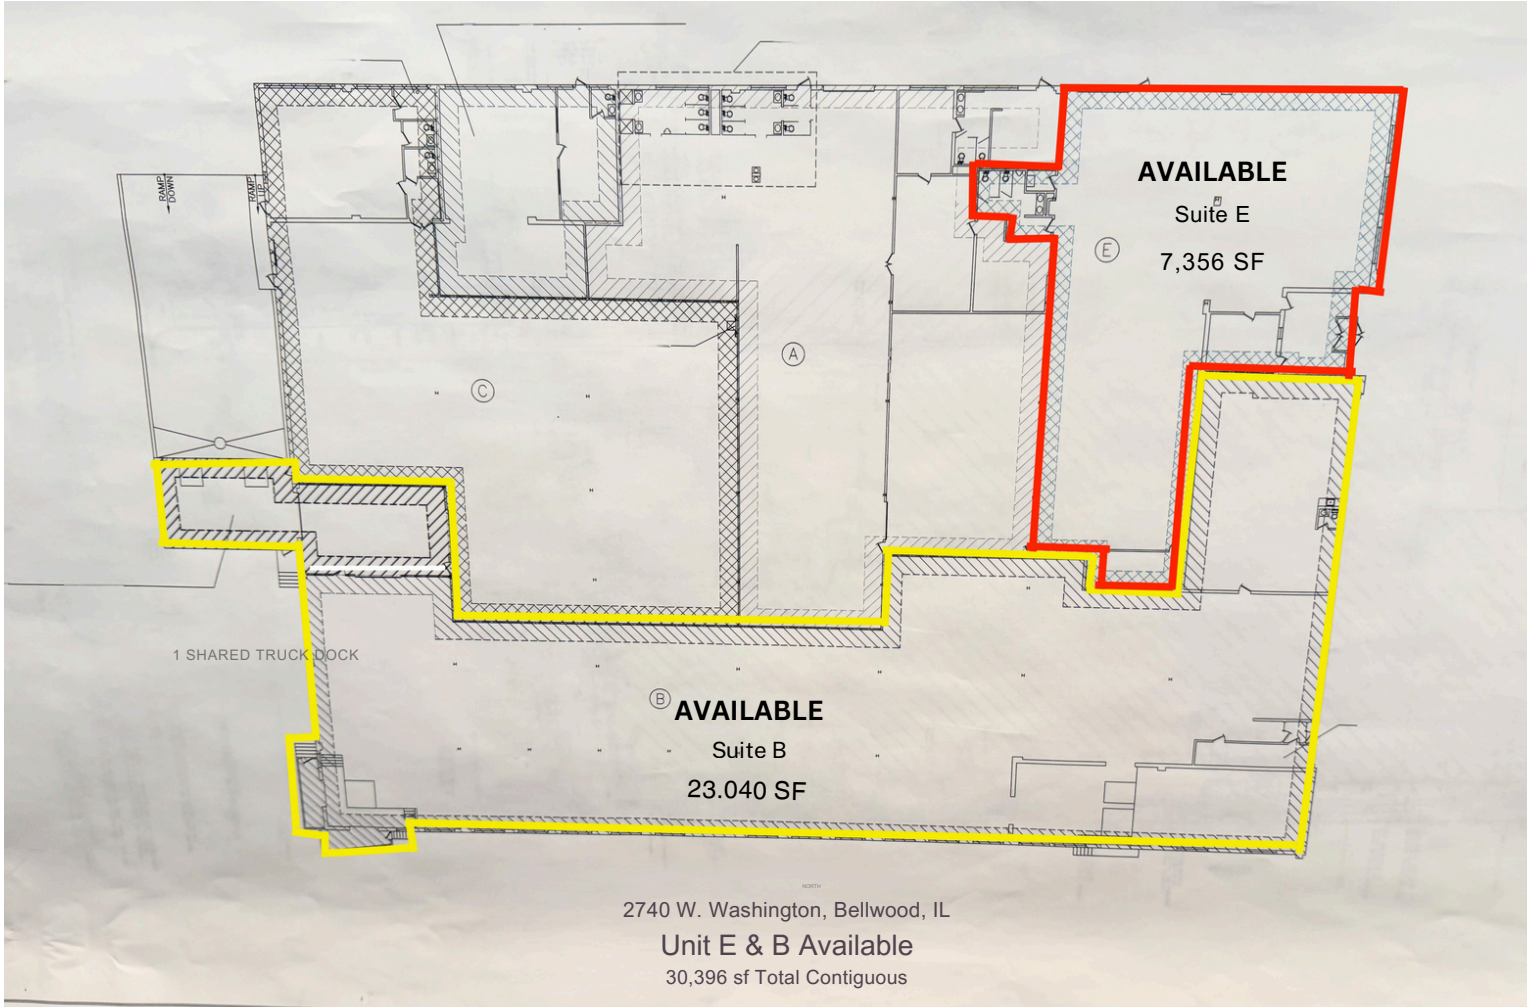 RAMP
DOWN
RAMP
UP
AVAILABLE
Suite E
7,356 SF
E
A
C
1 SHARED TRUCK DOCK
B
AVAILABLE
Suite B
23.040 SF
NORTH
2740 W. Washington, Bellwood, IL
Unit E & B Available
30,396 sf Total Contiguous